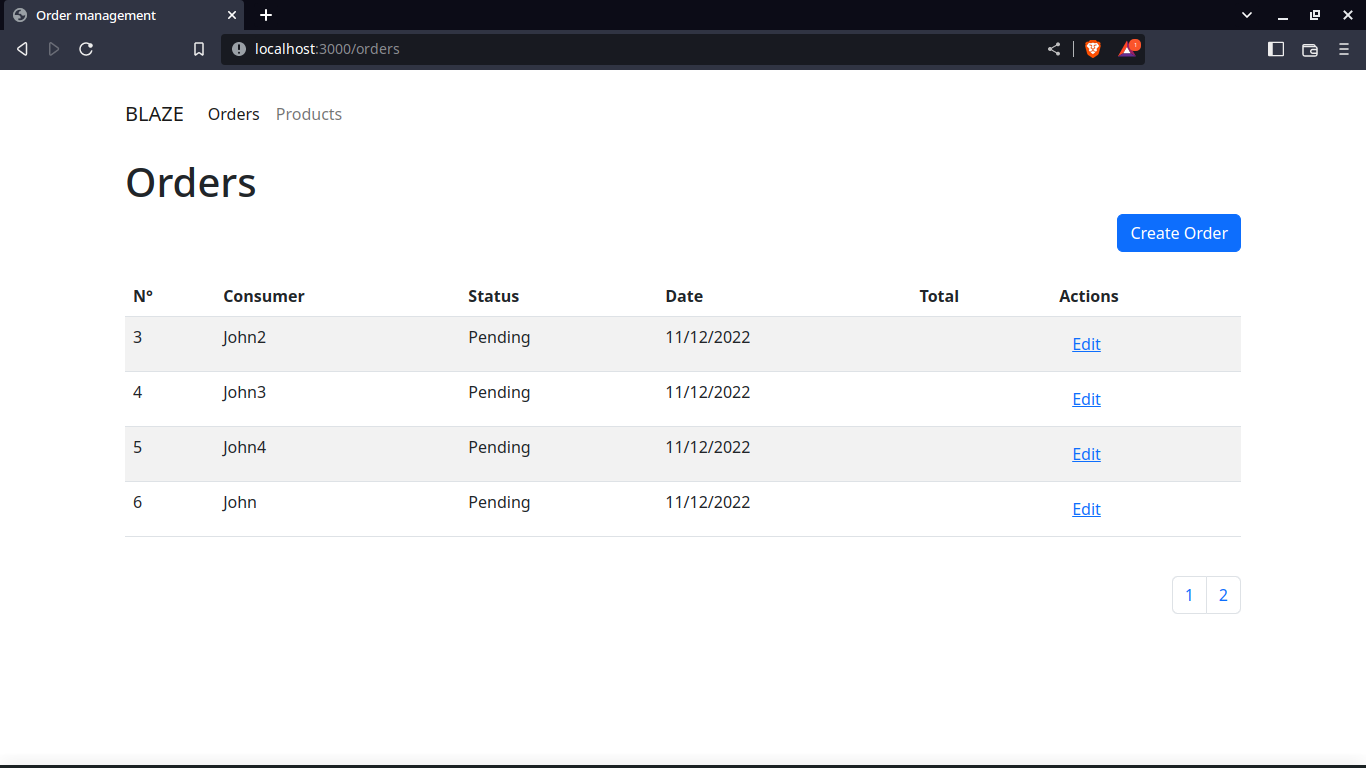 Order management
localhost:3000/orders
BLAZE Orders Products
Orders
Create Order
N° Consumer Status Date Total Actions
3 John2 Pending 11/12/2022 Edit
4 John3 Pending 11/12/2022 Edit
5 John4 Pending 11/12/2022 Edit
6 John Pending 11/12/2022 Edit
1 2